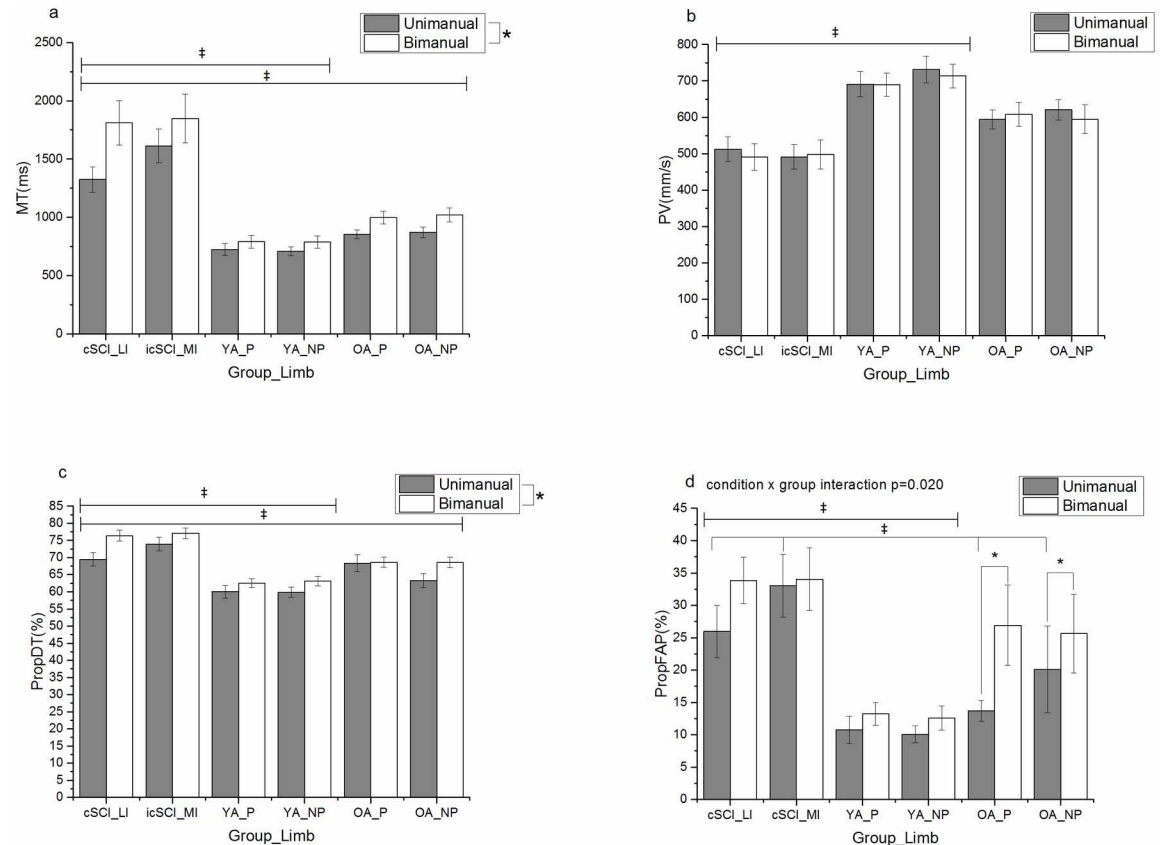 a
Unimanual
Bimanual
*
‡
‡
2500
2000
1500
1000
500
0
MT(ms)
cSCI_LI
icSCI_MI
YA_P
YA_NP
OA_P
OA_NP
Group_Limb
b
Unimanual
Bimanual
‡
800
700
600
500
400
300
200
100
0
PV(mm/s)
cSCI_LI
icSCI_MI
YA_P
YA_NP
OA_P
OA_NP
Group_Limb
c
Unimanual
Bimanual
*
‡
‡
85
80
75
70
65
60
55
50
45
40
35
30
25
20
15
10
5
0
PropDT(%)
cSCI_LI
icSCI_MI
YA_P
YA_NP
OA_P
OA_NP
Group_Limb
d
condition x group interaction p=0.020
Unimanual
Bimanual
‡
‡
*
*
45
40
35
30
25
20
15
10
5
0
PropFAP(%)
cSCI_LI
cSCI_MI
YA_P
YA_NP
OA_P
OA_NP
Group_Limb